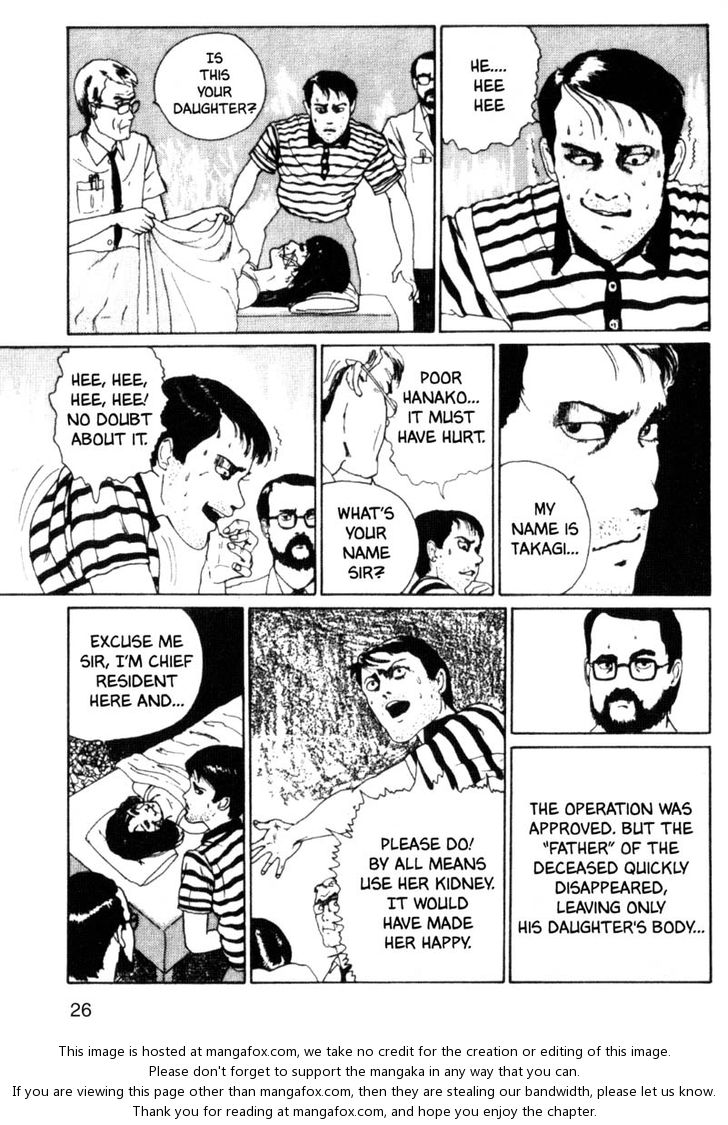 IS
THIS
YOUR
DAUGHTER?
HE....
HEE
HEE
HEE, HEE,
HEE, HEE!
NO DOUBT
ABOUT IT.
POOR
HANAKO...
IT MUST
HAVE HURT.
WHAT'S
YOUR
NAME
SIR?
MY
NAME IS
TAKAGI...
EXCUSE ME
SIR, I'M CHIEF
RESIDENT
HERE AND...
PLEASE DO!
BY ALL MEANS
USE HER KIDNEY.
IT WOULD
HAVE MADE
HER HAPPY.
THE OPERATION WAS
APPROVED. BUT THE
"FATHER" OF THE
DECEASED QUICKLY
DISAPPEARED,
LEAVING ONLY
HIS DAUGHTER'S BODY...
26
This image is hosted at mangafox.com, we take no credit for the creation or editing of this image.
Please don't forget to support the mangaka in any way that you can.
If you are viewing this page other than mangafox.com, then they are stealing our bandwidth, please let us know.
Thank you for reading at mangafox.com, and hope you enjoy the chapter.